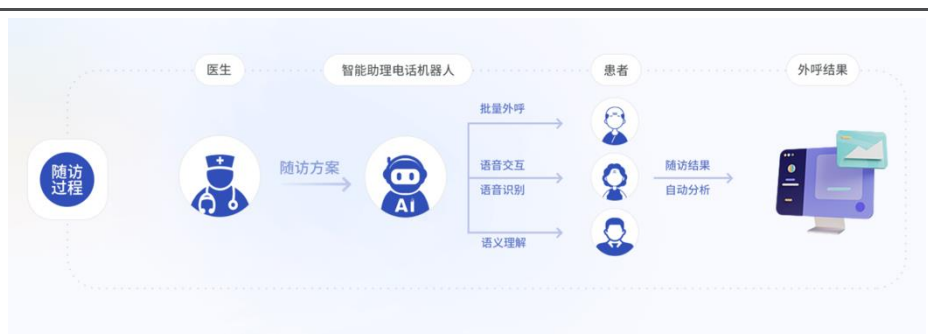 医生
智能助理电话机器人
患者
外呼结果
随访
过程
随访方案
AI
批量外呼
语音交互
语音识别
语义理解
随访结果
自动分析